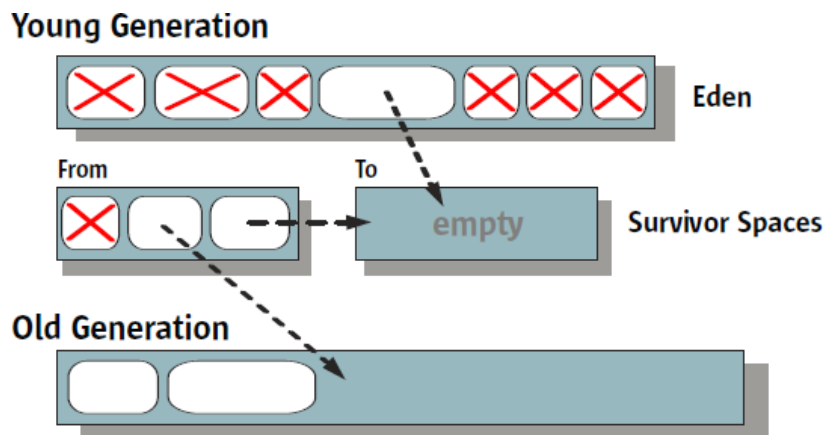 Young Generation
Eden
From
To
empty
Survivor Spaces
Old Generation